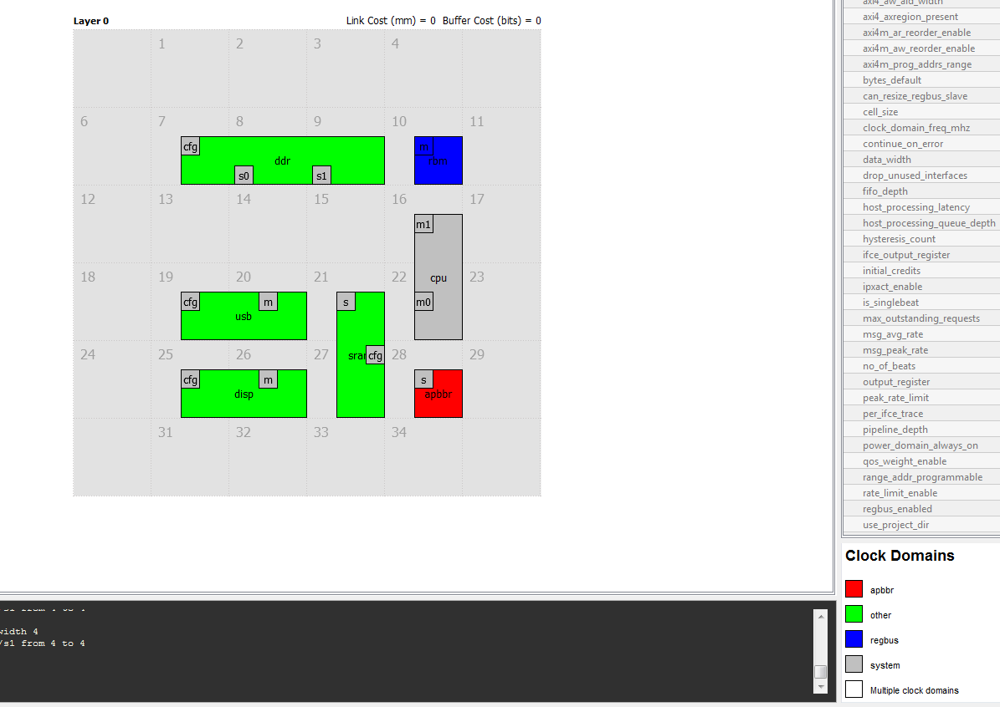 Layer 0
Link Cost (mm) = 0 Buffer Cost (bits) = 0
1 2 3 4
6 7 8 9 10 11
cfg ddr m rbm
s0 s1
12 13 14 15 16 17
m1
cpu
18 19 20 21 22 23
cfg m s m0
usb
24 25 26 27 28 29
srar cfg
cfg m s
disp apbbr
31 32 33 34
axi4_aw_aid_width
axi4_axregion_present
axi4m_ar_reorder_enable
axi4m_aw_reorder_enable
axi4m_prog_addrs_range
bytes_default
can_resize_regbus_slave
cell_size
clock_domain_freq_mhz
continue_on_error
data_width
drop_unused_interfaces
fifo_depth
host_processing_latency
host_processing_queue_depth
hysteresis_count
ifce_output_register
initial_credits
ipxact_enable
is_singlebeat
max_outstanding_requests
msg_avg_rate
msg_peak_rate
no_of_beats
output_register
peak_rate_limit
per_ifce_trace
pipeline_depth
power_domain_always_on
qos_weight_enable
range_addr_programmable
rate_limit_enable
regbus_enabled
use_project_dir
Clock Domains
apbbr
other
regbus
system
Multiple clock domains
width 4
/s1 from 4 to 4